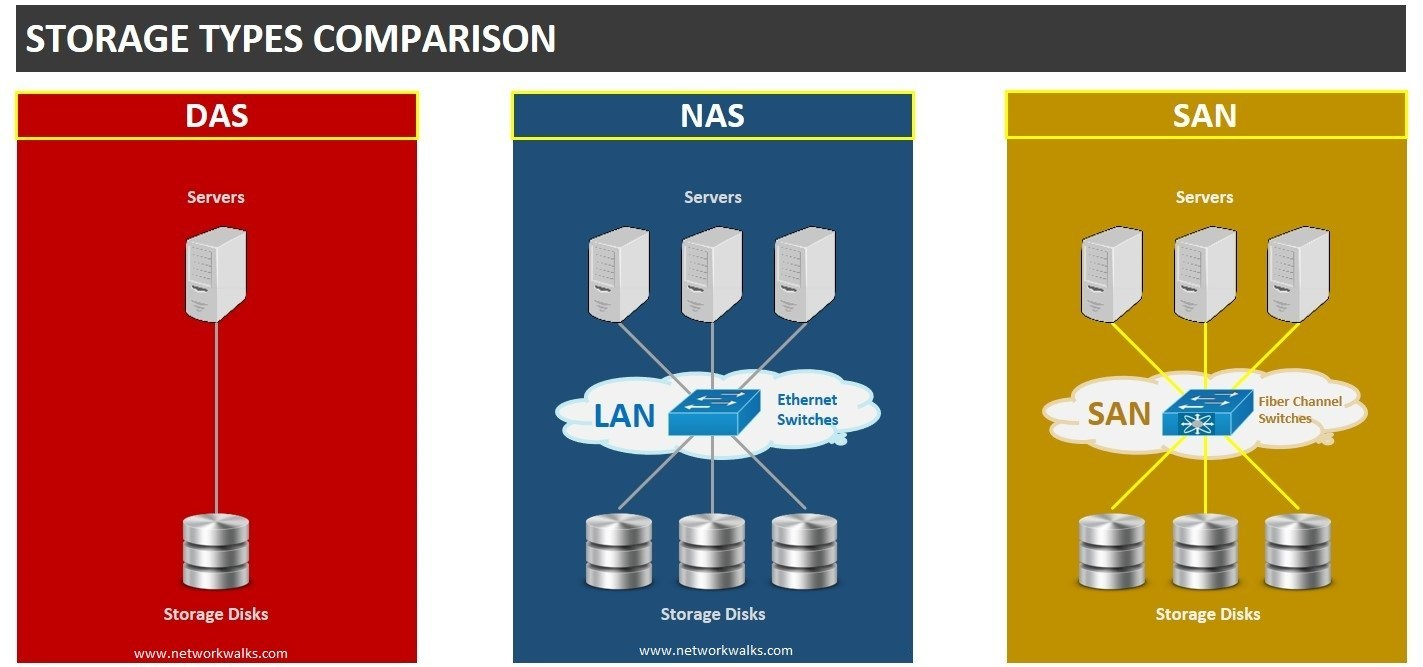 STORAGE TYPES COMPARISON
DAS
Servers
Storage Disks
www.networkwalks.com
NAS
Servers
LAN
Ethernet
Switches
Storage Disks
www.networkwalks.com
SAN
Servers
SAN
Fiber Channel
Switches
Storage Disks